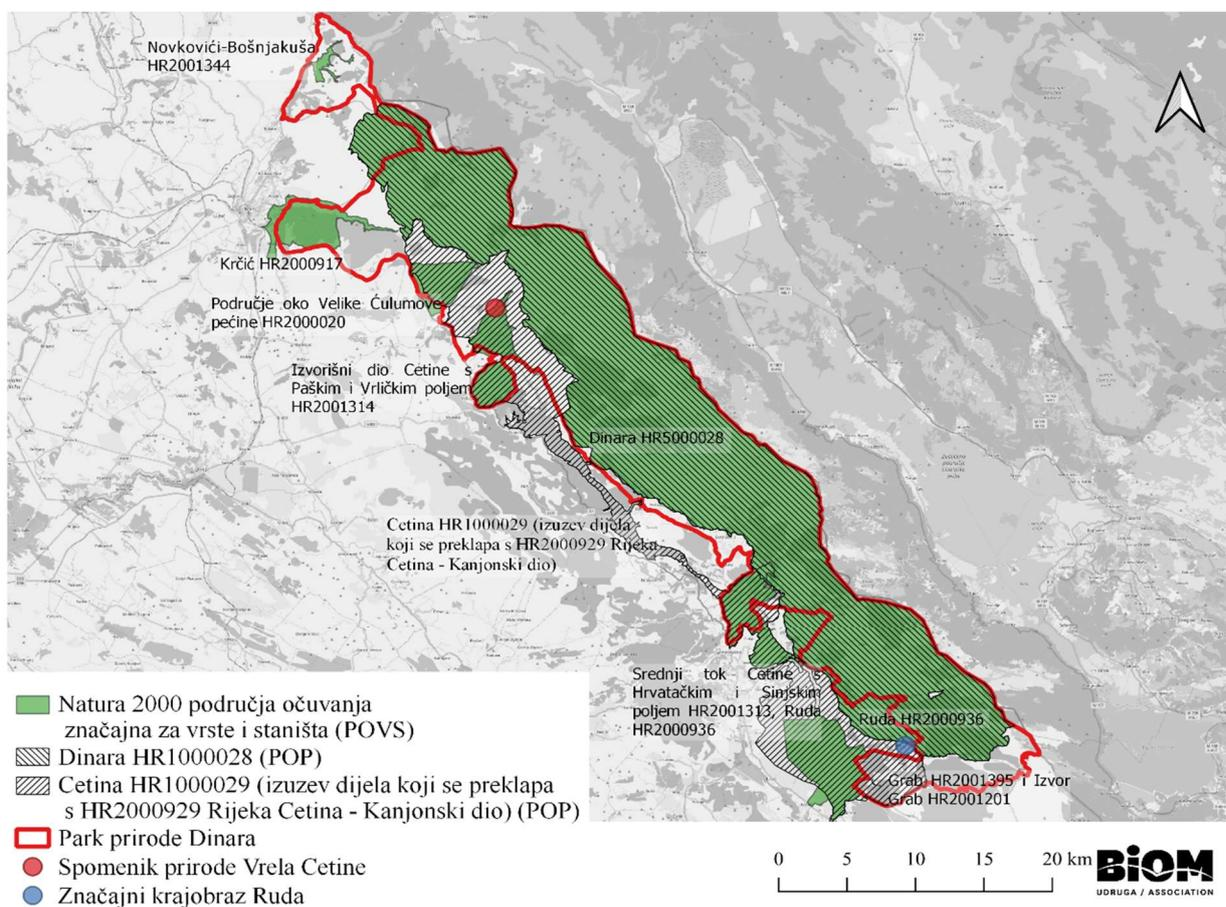 Novkovići-Bošnjakuša
HR2001344
Krčić HR2000917
Područje oko Velike Ćulumove
pećine HR2000020
Izvorišni dio Cetine s
Paškim i Vrličkim poljem
HR2001314
Dinara HR5000028
Cetina HR1000029 (izuzev dijela
koji se preklapa s HR2000929 Rijeka
Cetina - Kanjonski dio)
Srednji tok Cetine s
Hrvatačkim i Sinjskim
poljem HR2001313, Ruda
HR2000936
Ruda HR2000936
Grab HR2001395 i Izvor
Grab HR2001201
Natura 2000 područja očuvanja
značajna za vrste i staništa (POVS)
Dinara HR1000028 (POP)
Cetina HR1000029 (izuzev dijela koji se preklapa
s HR2000929 Rijeka Cetina - Kanjonski dio) (POP)
Park prirode Dinara
Spomenik prirode Vrela Cetine
Značajni krajobraz Ruda
0 5 10 15 20 km
BiOM
UDRUGA / ASSOCIATION